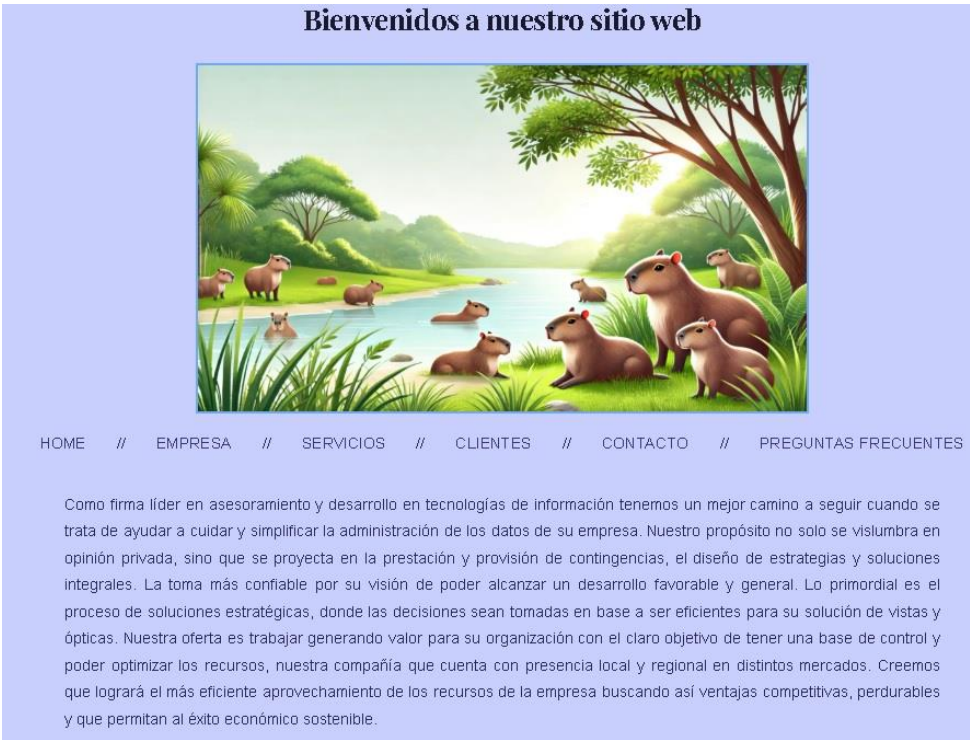 Bienvenidos a nuestro sitio web
HOME // EMPRESA // SERVICIOS // CLIENTES // CONTACTO // PREGUNTAS FRECUENTES
Como firma líder en asesoramiento y desarrollo en tecnologías de información tenemos un mejor camino a seguir cuando se
trata de ayudar a cuidar y simplificar la administración de los datos de su empresa. Nuestro propósito no solo se vislumbra en
opinión privada, sino que se proyecta en la prestación y provisión de contingencias, el diseño de estrategias y soluciones
integrales. La toma más confiable por su visión de poder alcanzar un desarrollo favorable y general. Lo primordial es el
proceso de soluciones estratégicas, donde las decisiones sean tomadas en base a ser eficientes para su solución de vistas y
ópticas. Nuestra oferta es trabajar generando valor para su organización con el claro objetivo de tener una base de control y
poder optimizar los recursos, nuestra compañía que cuenta con presencia local y regional en distintos mercados. Creemos
que logrará el más eficiente aprovechamiento de los recursos de la empresa buscando así ventajas competitivas, perdurables
y que permitan al éxito económico sostenible.